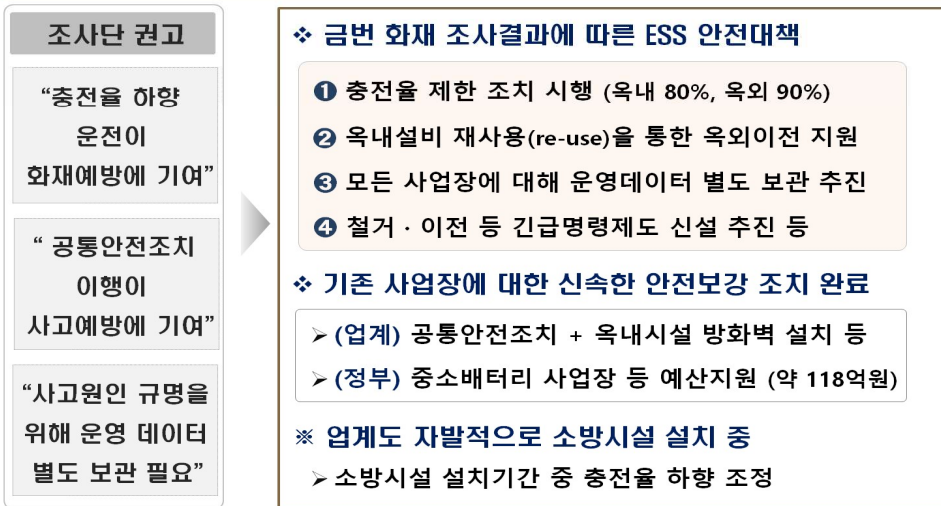 조사단 권고
“충전율 하향
운전이
화재예방에 기여”
“ 공통안전조치
이행이
사고예방에 기여”
“사고원인 규명을
위해 운영 데이터
별도 보관 필요”
❖ 금번 화재 조사결과에 따른 ESS 안전대책
❶ 충전율 제한 조치 시행 (옥내 80%, 옥외 90%)
❷ 옥내설비 재사용(re-use)을 통한 옥외이전 지원
❸ 모든 사업장에 대해 운영데이터 별도 보관 추진
❹ 철거 · 이전 등 긴급명령제도 신설 추진 등
❖ 기존 사업장에 대한 신속한 안전보강 조치 완료
➢ (업계) 공통안전조치 + 옥내시설 방화벽 설치 등
➢ (정부) 중소배터리 사업장 등 예산지원 (약 118억원)
※ 업계도 자발적으로 소방시설 설치 중
➢ 소방시설 설치기간 중 충전율 하향 조정